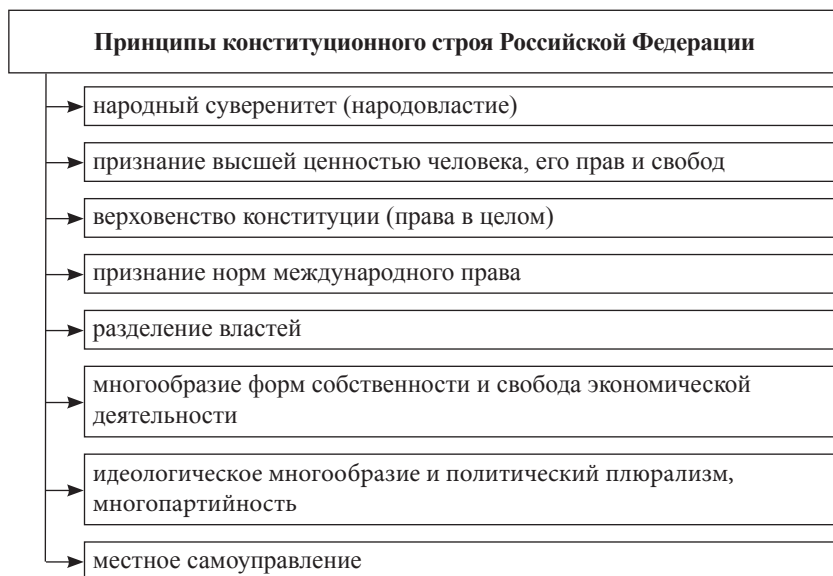 Принципы конституционного строя Российской Федерации
народный суверенитет (народовластие)
признание высшей ценностью человека, его прав и свобод
верховенство конституции (права в целом)
признание норм международного права
разделение властей
многообразие форм собственности и свобода экономической
деятельности
идеологическое многообразие и политический плюрализм,
многопартийность
местное самоуправление